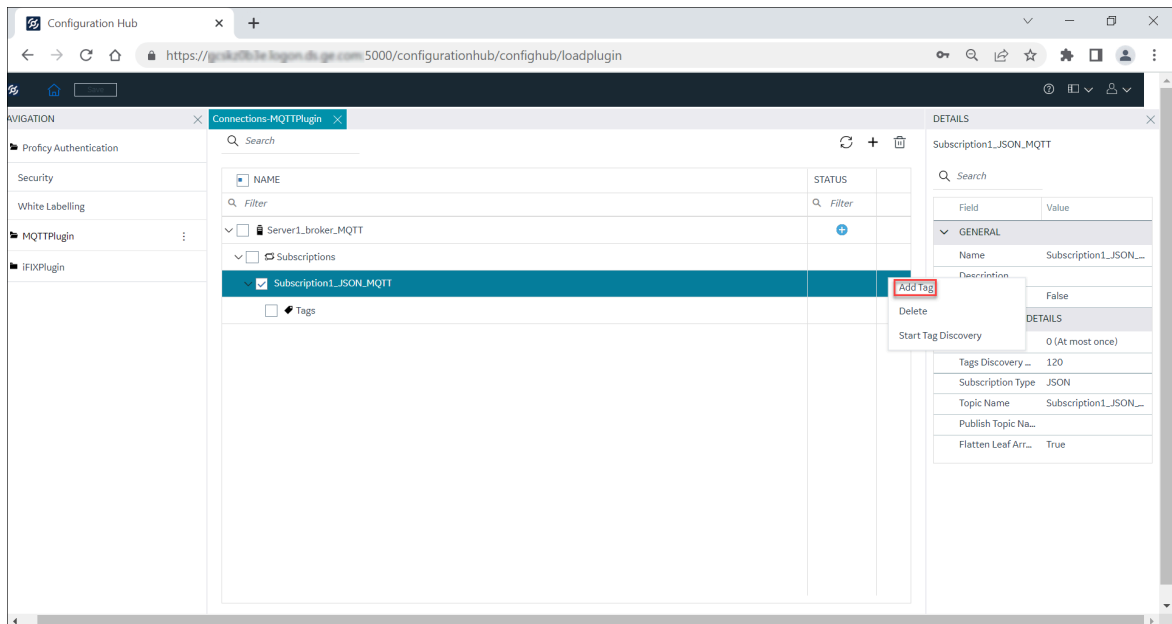 Configuration Hub
https:// :5000/configurationhub/confighub/loadplugin
Save
AVIGATION
Proficy Authentication
Security
White Labelling
MQTTPlugin
iFIXPlugin
Connections-MQTTPlugin
Search
NAME
STATUS
Filter
Filter
Server1_broker_MQTT
Subscriptions
Subscription1_JSON_MQTT
Tags
Add Tag
Delete
Start Tag Discovery
DETAILS
Subscription1_JSON_MQTT
Search
Field Value
GENERAL
Name Subscription1_JSON_...
Description
False
DETAILS
0 (At most once)
Tags Discovery ... 120
Subscription Type JSON
Topic Name Subscription1_JSON_...
Publish Topic Na...
Flatten Leaf Arr... True